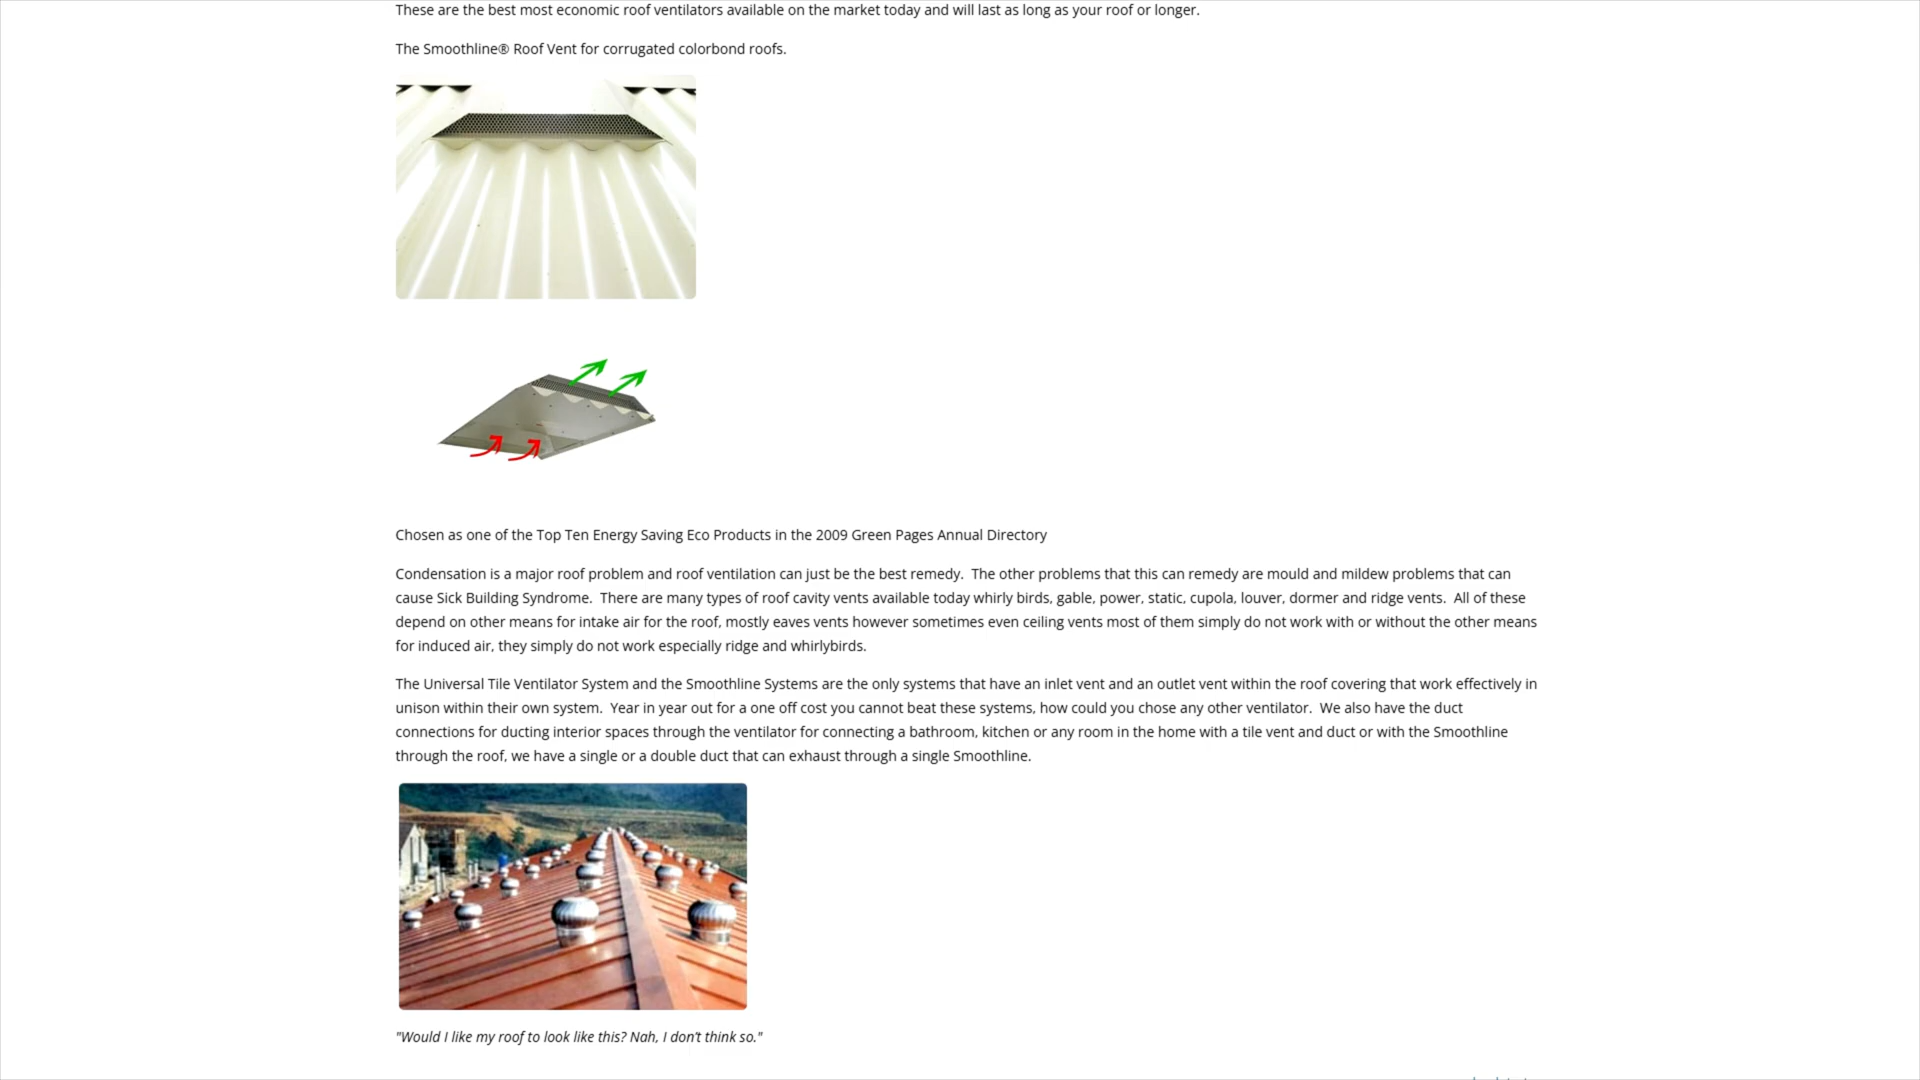 These are the best most economic roof ventilators available on the market today and will last as long as your roof or longer.
The Smoothline® Roof Vent for corrugated colorbond roofs.
Chosen as one of the Top Ten Energy Saving Eco Products in the 2009 Green Pages Annual Directory
Condensation is a major roof problem and roof ventilation can just be the best remedy.  The other problems that this can remedy are mould and mildew problems that can
cause Sick Building Syndrome.  There are many types of roof cavity vents available today whirly birds, gable, power, static, cupola, louver, dormer and ridge vents.  All of these
depend on other means for intake air for the roof, mostly eaves vents however sometimes even ceiling vents most of them simply do not work with or without the other means
for induced air, they simply do not work especially ridge and whirlybirds.
The Universal Tile Ventilator System and the Smoothline Systems are the only systems that have an inlet vent and an outlet vent within the roof covering that work effectively in
unison within their own system.  Year in year out for a one off cost you cannot beat these systems, how could you chose any other ventilator.  We also have the duct
connections for ducting interior spaces through the ventilator for connecting a bathroom, kitchen or any room in the home with a tile vent and duct or with the Smoothline
through the roof, we have a single or a double duct that can exhaust through a single Smoothline.
"Would I like my roof to look like this? Nah, I don't think so."